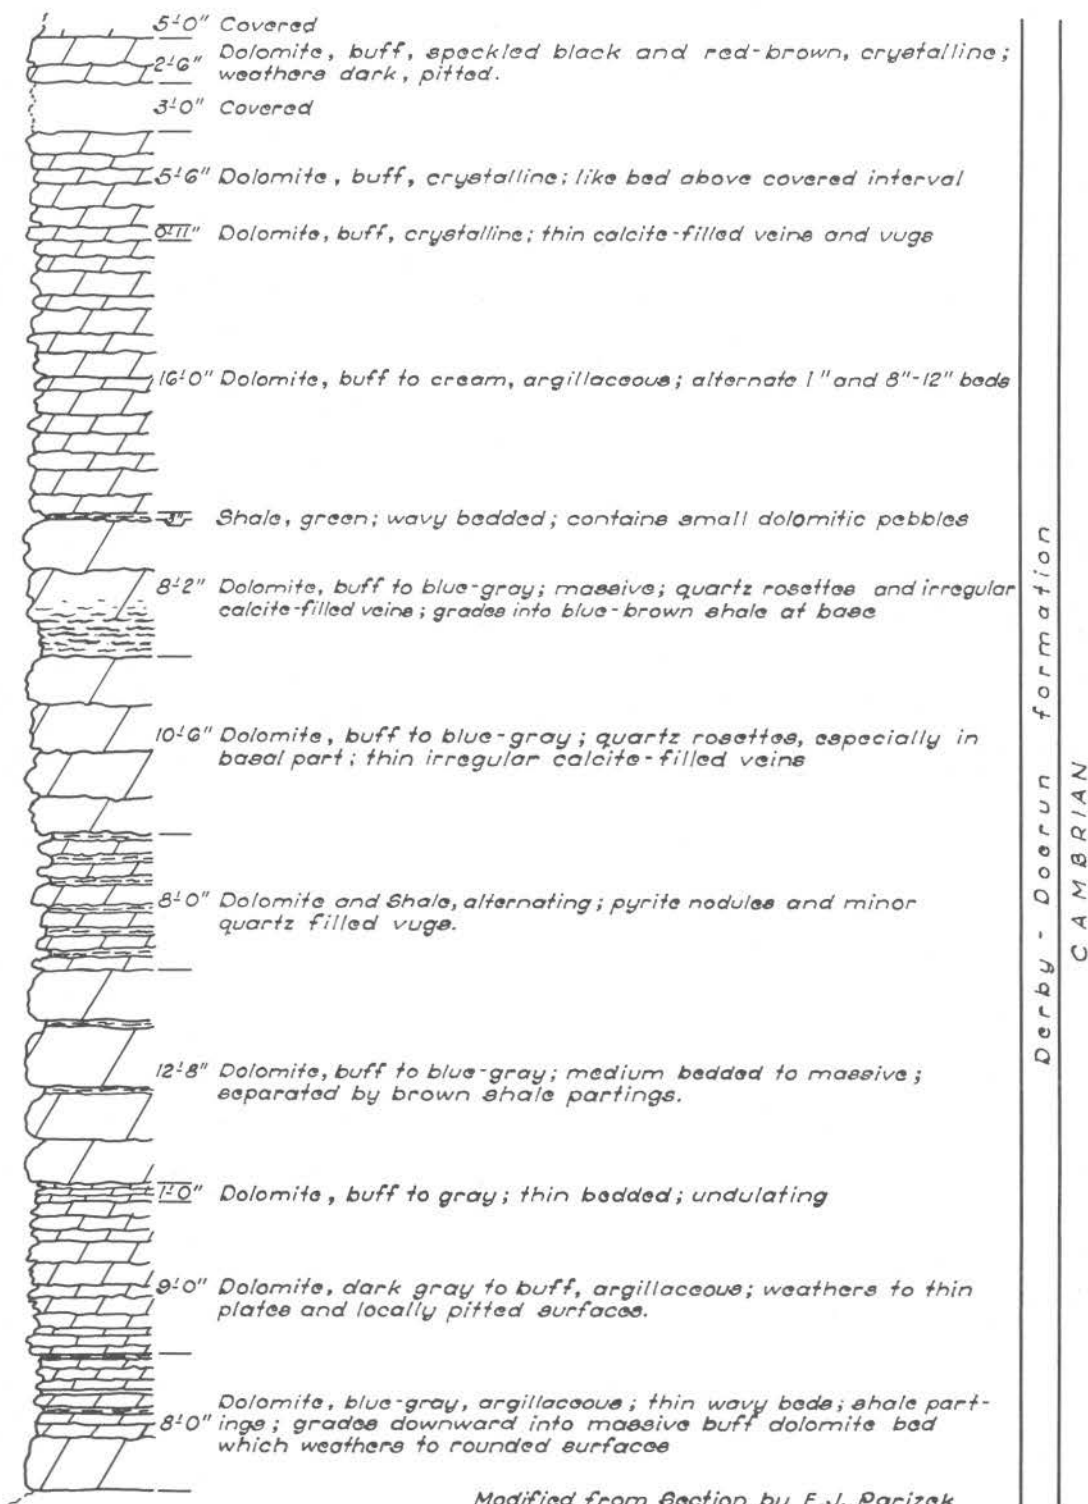 5'-0" Covered
2'-6" Dolomite, buff, speckled black and red-brown, crystalline;
weathers dark, pitted.
3'-0" Covered
5'-6" Dolomite, buff, crystalline; like bed above covered interval
0'-11" Dolomite, buff, crystalline; thin calcite-filled veins and vugs
16'-0" Dolomite, buff to cream, argillaceous; alternate 1" and 8"-12" beds
3" Shale, green; wavy bedded; contains small dolomitic pebbles
8'-2" Dolomite, buff to blue-gray; massive; quartz rosettes and irregular
calcite-filled veins; grades into blue-brown shale at base
10'-6" Dolomite, buff to blue-gray; quartz rosettes, especially in
basal part; thin irregular calcite-filled veins
8'-0" Dolomite and Shale, alternating; pyrite nodules and minor
quartz filled vugs.
12'-8" Dolomite, buff to blue-gray; medium bedded to massive;
separated by brown shale partings.
1'-0" Dolomite, buff to gray; thin bedded; undulating
9'-0" Dolomite, dark gray to buff, argillaceous; weathers to thin
plates and locally pitted surfaces.
Dolomite, blue-gray, argillaceous; thin wavy beds; shale part-
8'-0" ings; grades downward into massive buff dolomite bed
which weathers to rounded surfaces
Modified from Section by E.J. Parizek
Derby - Doerun formation
CAMBRIAN